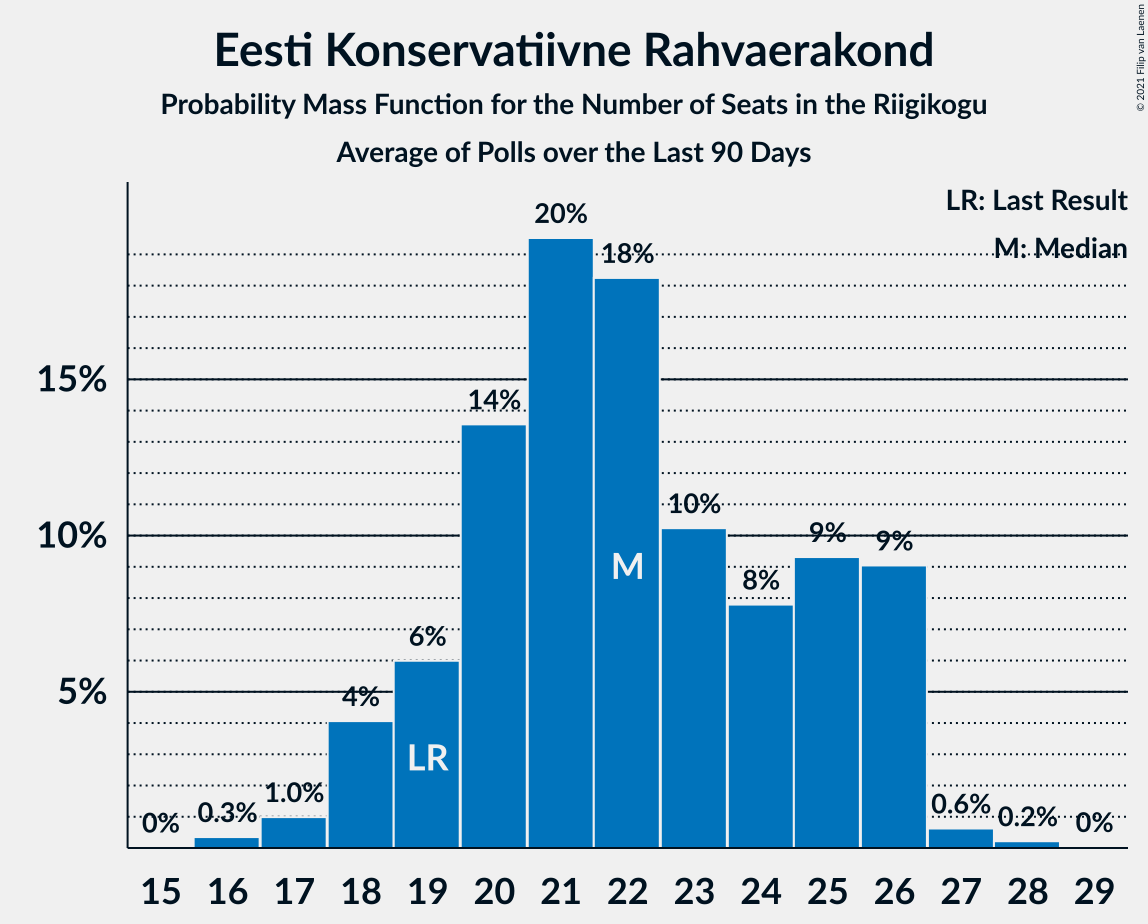 Eesti Konservatiivne Rahvaerakond
Probability Mass Function for the Number of Seats in the Riigikogu
Average of Polls over the Last 90 Days
© 2021 Filip van Laenen
LR: Last Result
M: Median
20%
18%
15%
14%
10%
10%
9%
9%
M
8%
6%
5%
4%
LR
1.0%
0.3%
0%
0.6%
0.2%
0%
15 16 17 18 19 20 21 22 23 24 25 26 27 28 29